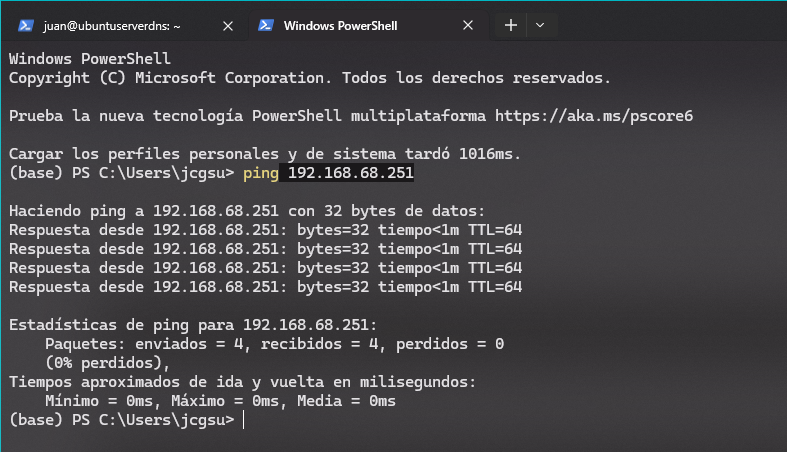 juan@ubuntuserverdns: ~
Windows PowerShell
Windows PowerShell
Copyright (C) Microsoft Corporation. Todos los derechos reservados.
Prueba la nueva tecnología PowerShell multiplataforma https://aka.ms/pscore6
Cargar los perfiles personales y de sistema tardó 1016ms.
(base) PS C:\Users\jcgsu> ping 192.168.68.251
Haciendo ping a 192.168.68.251 con 32 bytes de datos:
Respuesta desde 192.168.68.251: bytes=32 tiempo<1m TTL=64
Respuesta desde 192.168.68.251: bytes=32 tiempo<1m TTL=64
Respuesta desde 192.168.68.251: bytes=32 tiempo<1m TTL=64
Respuesta desde 192.168.68.251: bytes=32 tiempo<1m TTL=64
Estadísticas de ping para 192.168.68.251:
Paquetes: enviados = 4, recibidos = 4, perdidos = 0
(0% perdidos),
Tiempos aproximados de ida y vuelta en milisegundos:
Mínimo = 0ms, Máximo = 0ms, Media = 0ms
(base) PS C:\Users\jcgsu>